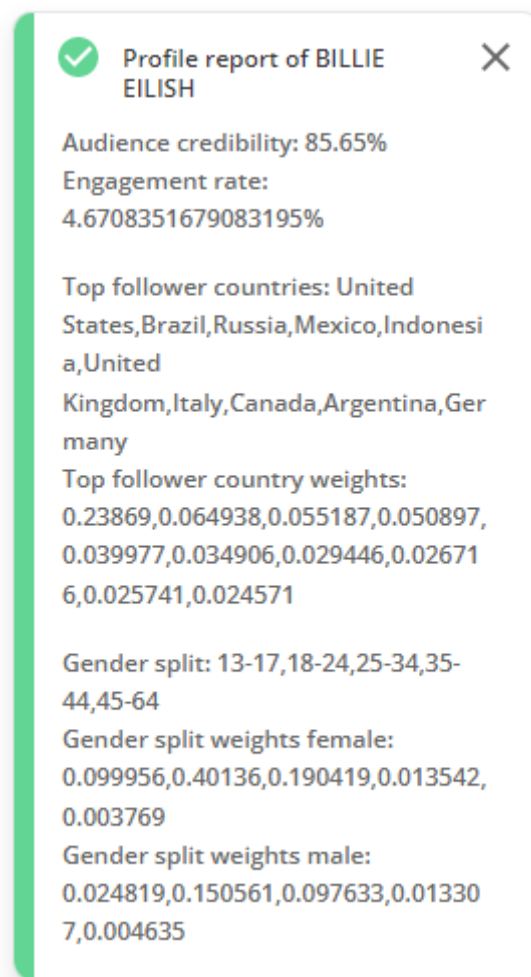 Profile report of BILLIE
EILISH
Audience credibility: 85.65%
Engagement rate:
4.6708351679083195%
Top follower countries: United
States,Brazil,Russia,Mexico,Indonesi
a,United
Kingdom,Italy,Canada,Argentina,Ger
many
Top follower country weights:
0.23869,0.064938,0.055187,0.050897,
0.039977,0.034906,0.029446,0.02671
6,0.025741,0.024571
Gender split: 13-17,18-24,25-34,35-
44,45-64
Gender split weights female:
0.099956,0.40136,0.190419,0.013542,
0.003769
Gender split weights male:
0.024819,0.150561,0.097633,0.01330
7,0.004635